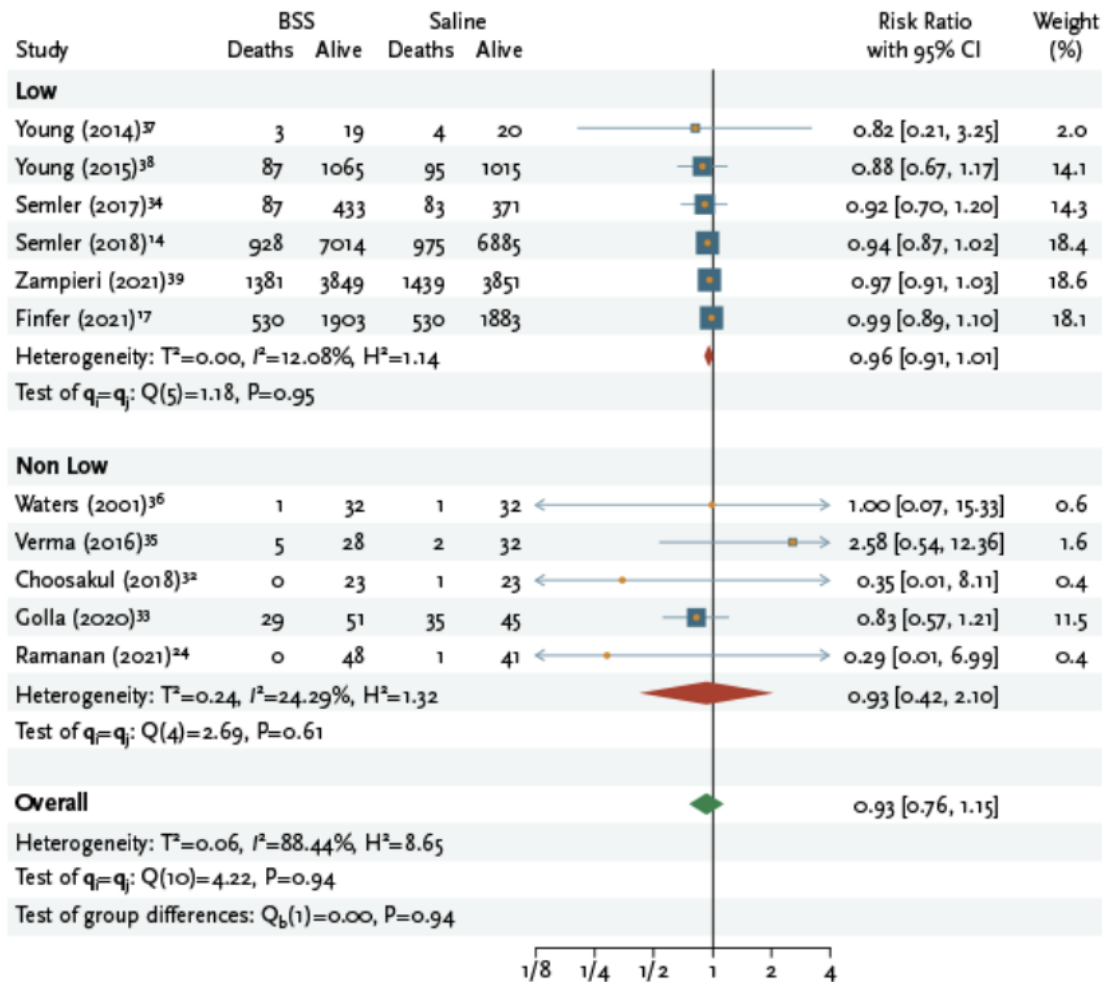 BSS Saline Risk Ratio Weight
Study Deaths Alive Deaths Alive with 95% CI (%)
Low
Young (2014)³⁷ 3 19 4 20 0.82 [0.21, 3.25] 2.0
Young (2015)³⁸ 87 1065 95 1015 0.88 [0.67, 1.17] 14.1
Semler (2017)³⁴ 87 433 83 371 0.92 [0.70, 1.20] 14.3
Semler (2018)¹⁴ 928 7014 975 6885 0.94 [0.87, 1.02] 18.4
Zampieri (2021)³⁹ 1381 3849 1439 3851 0.97 [0.91, 1.03] 18.6
Finfer (2021)¹⁷ 530 1903 530 1883 0.99 [0.89, 1.10] 18.1
Heterogeneity: T²=0.00, I²=12.08%, H²=1.14 0.96 [0.91, 1.01]
Test of qᵢ=qⱼ: Q(5)=1.18, P=0.95
Non Low
Waters (2001)³⁶ 1 32 1 32 1.00 [0.07, 15.33] 0.6
Verma (2016)³⁵ 5 28 2 32 2.58 [0.54, 12.36] 1.6
Choosakul (2018)³² 0 23 1 23 0.35 [0.01, 8.11] 0.4
Golla (2020)³³ 29 51 35 45 0.83 [0.57, 1.21] 11.5
Ramanan (2021)²⁴ 0 48 1 41 0.29 [0.01, 6.99] 0.4
Heterogeneity: T²=0.24, I²=24.29%, H²=1.32 0.93 [0.42, 2.10]
Test of qᵢ=qⱼ: Q(4)=2.69, P=0.61
Overall 0.93 [0.76, 1.15]
Heterogeneity: T²=0.06, I²=88.44%, H²=8.65
Test of qᵢ=qⱼ: Q(10)=4.22, P=0.94
Test of group differences: Q_b(1)=0.00, P=0.94
1/8 1/4 1/2 1 2 4